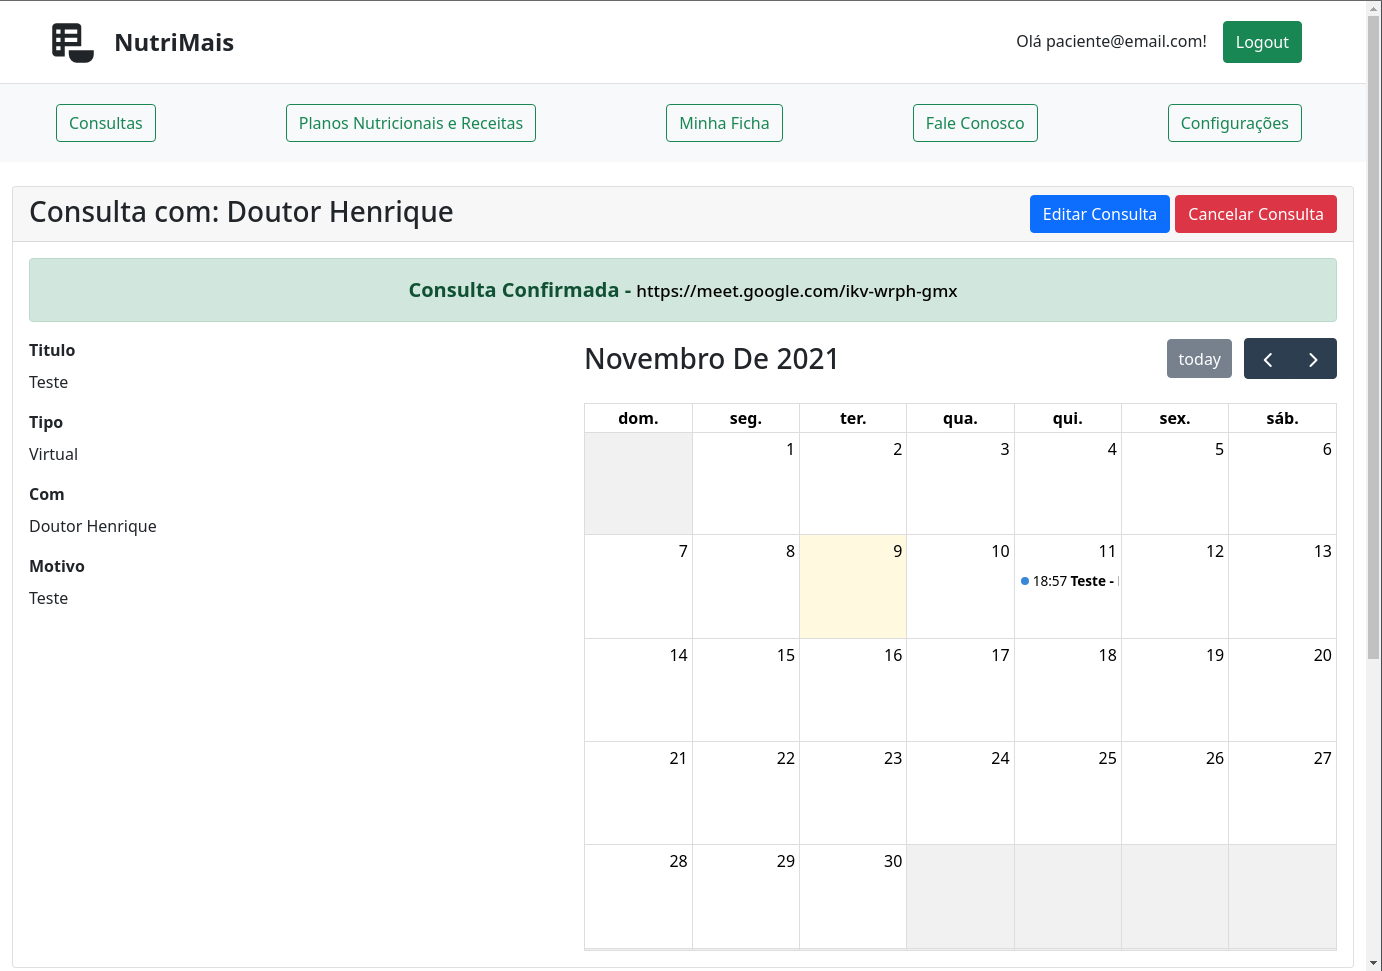 NutriMais
Olá paciente@email.com!
Logout
Consultas
Planos Nutricionais e Receitas
Minha Ficha
Fale Conosco
Configurações
Consulta com: Doutor Henrique
Editar Consulta
Cancelar Consulta
Consulta Confirmada - https://meet.google.com/ikv-wrph-gmx
Titulo
Teste
Tipo
Virtual
Com
Doutor Henrique
Motivo
Teste
Novembro De 2021
today
dom. seg. ter. qua. qui. sex. sáb.
1 2 3 4 5 6
7 8 9 10 11 12 13
18:57 Teste -
14 15 16 17 18 19 20
21 22 23 24 25 26 27
28 29 30